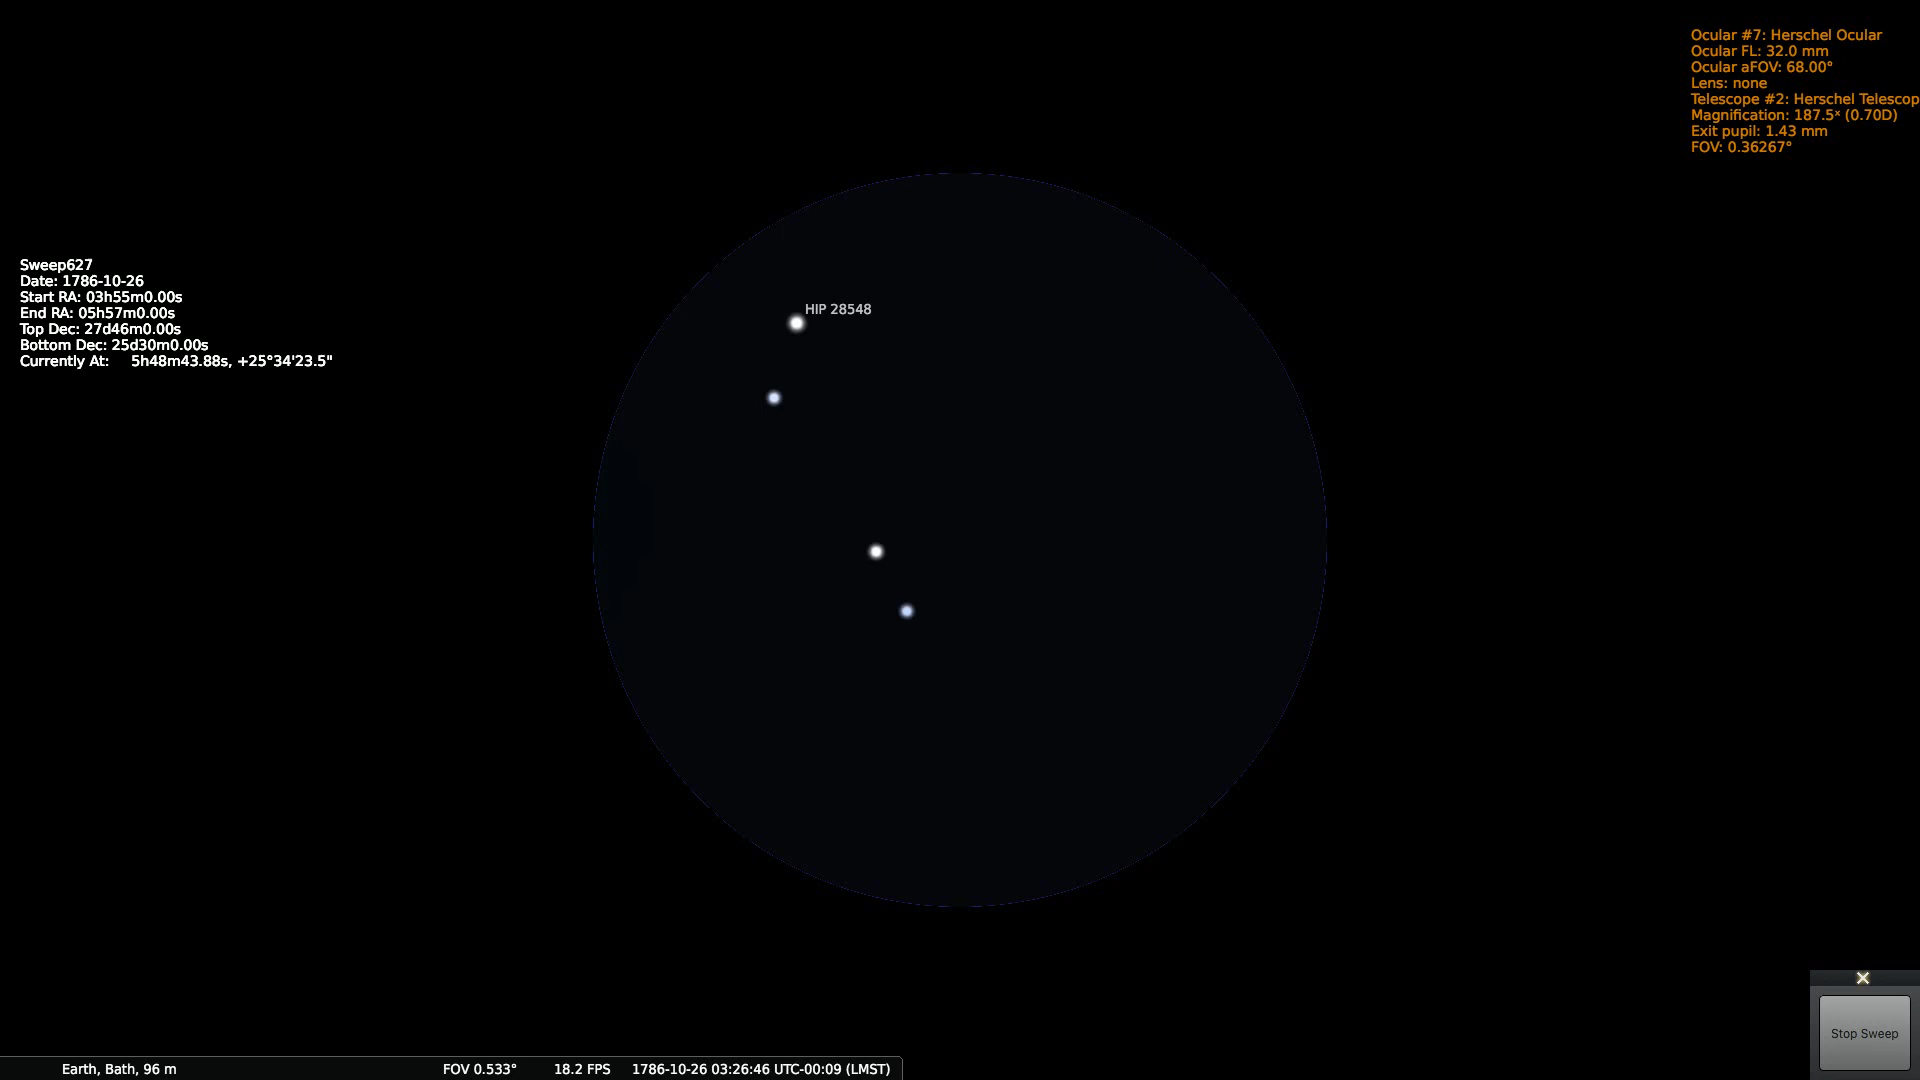 Ocular #7: Herschel Ocular
Ocular FL: 32.0 mm
Ocular aFOV: 68.00°
Lens: none
Telescope #2: Herschel Telescop
Magnification: 187.5ˣ (0.70D)
Exit pupil: 1.43 mm
FOV: 0.36267°
Sweep627
Date: 1786-10-26
Start RA: 03h55m0.00s
End RA: 05h57m0.00s
Top Dec: 27d46m0.00s
Bottom Dec: 25d30m0.00s
Currently At: 5h48m43.88s, +25°34'23.5"
HIP 28548
Stop Sweep
Earth, Bath, 96 m FOV 0.533° 18.2 FPS 1786-10-26 03:26:46 UTC-00:09 (LMST)